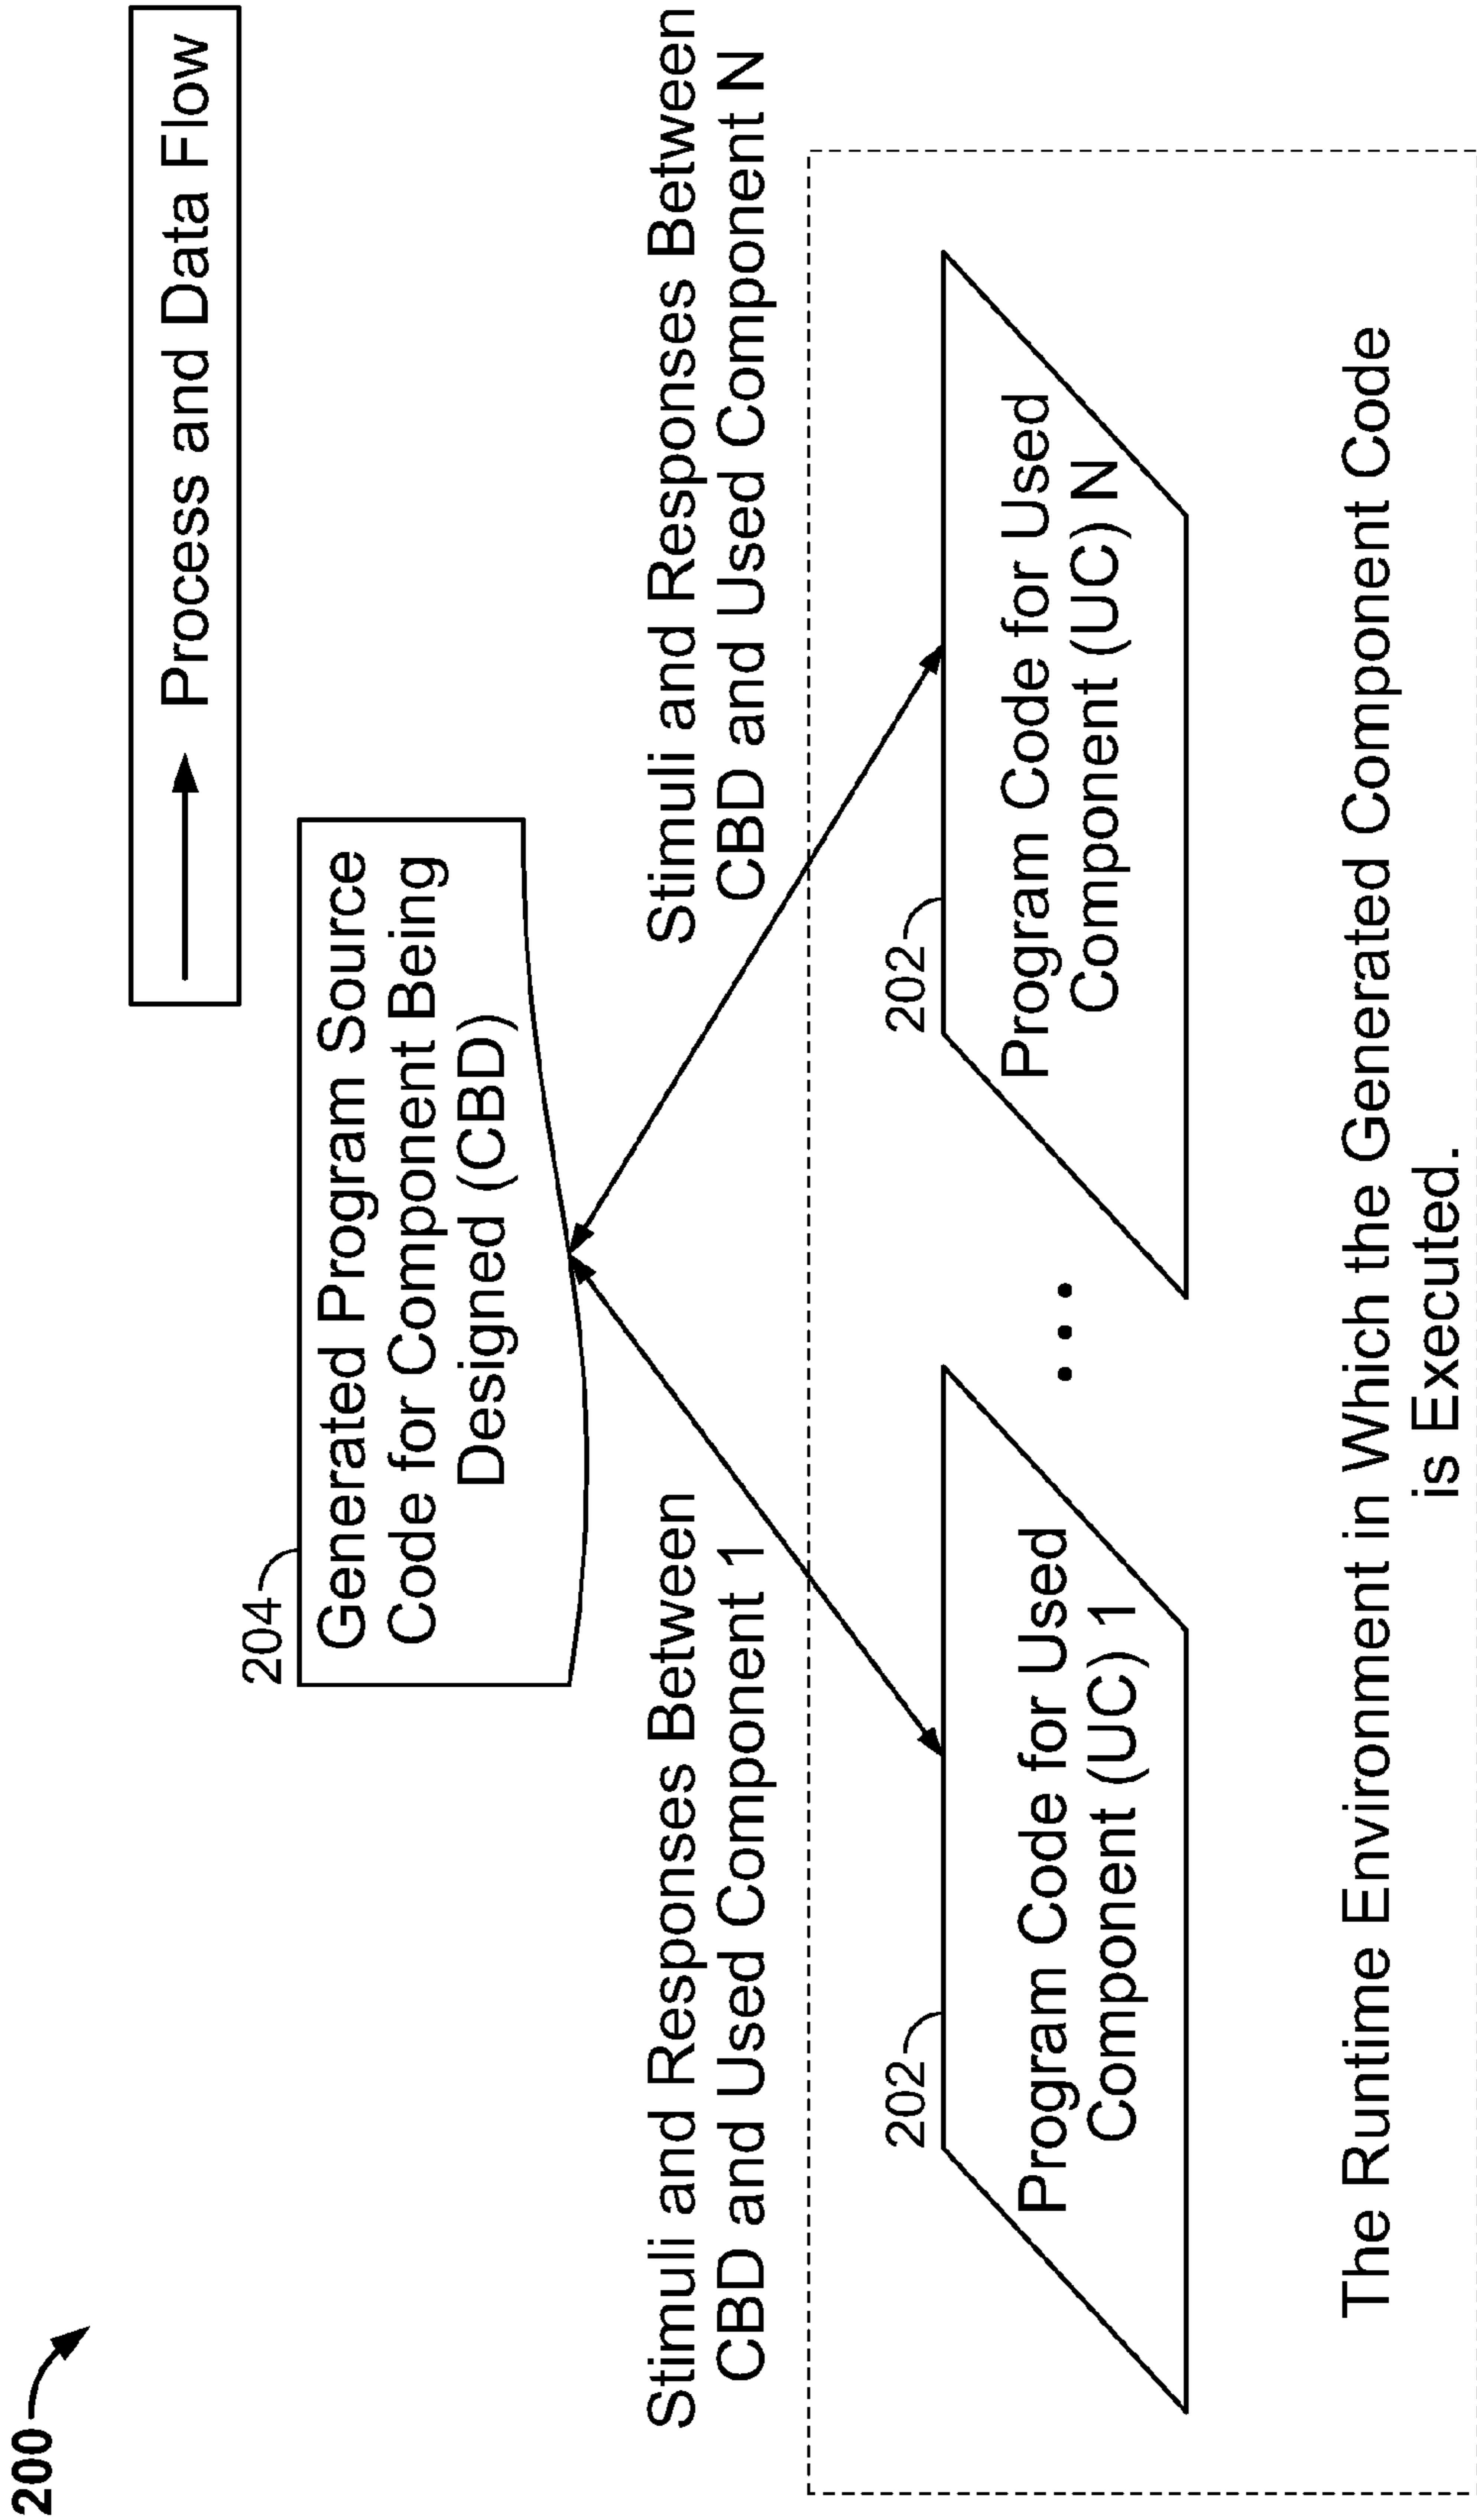 200
Process and Data Flow
204
Generated Program Source
Code for Component Being
Designed (CBD)
Stimuli and Responses Between
CBD and Used Component 1
Stimuli and Responses Between
CBD and Used Component N
202
Program Code for Used
Component (UC) 1
...
202
Program Code for Used
Component (UC) N
The Runtime Environment in Which the Generated Component Code
is Executed.